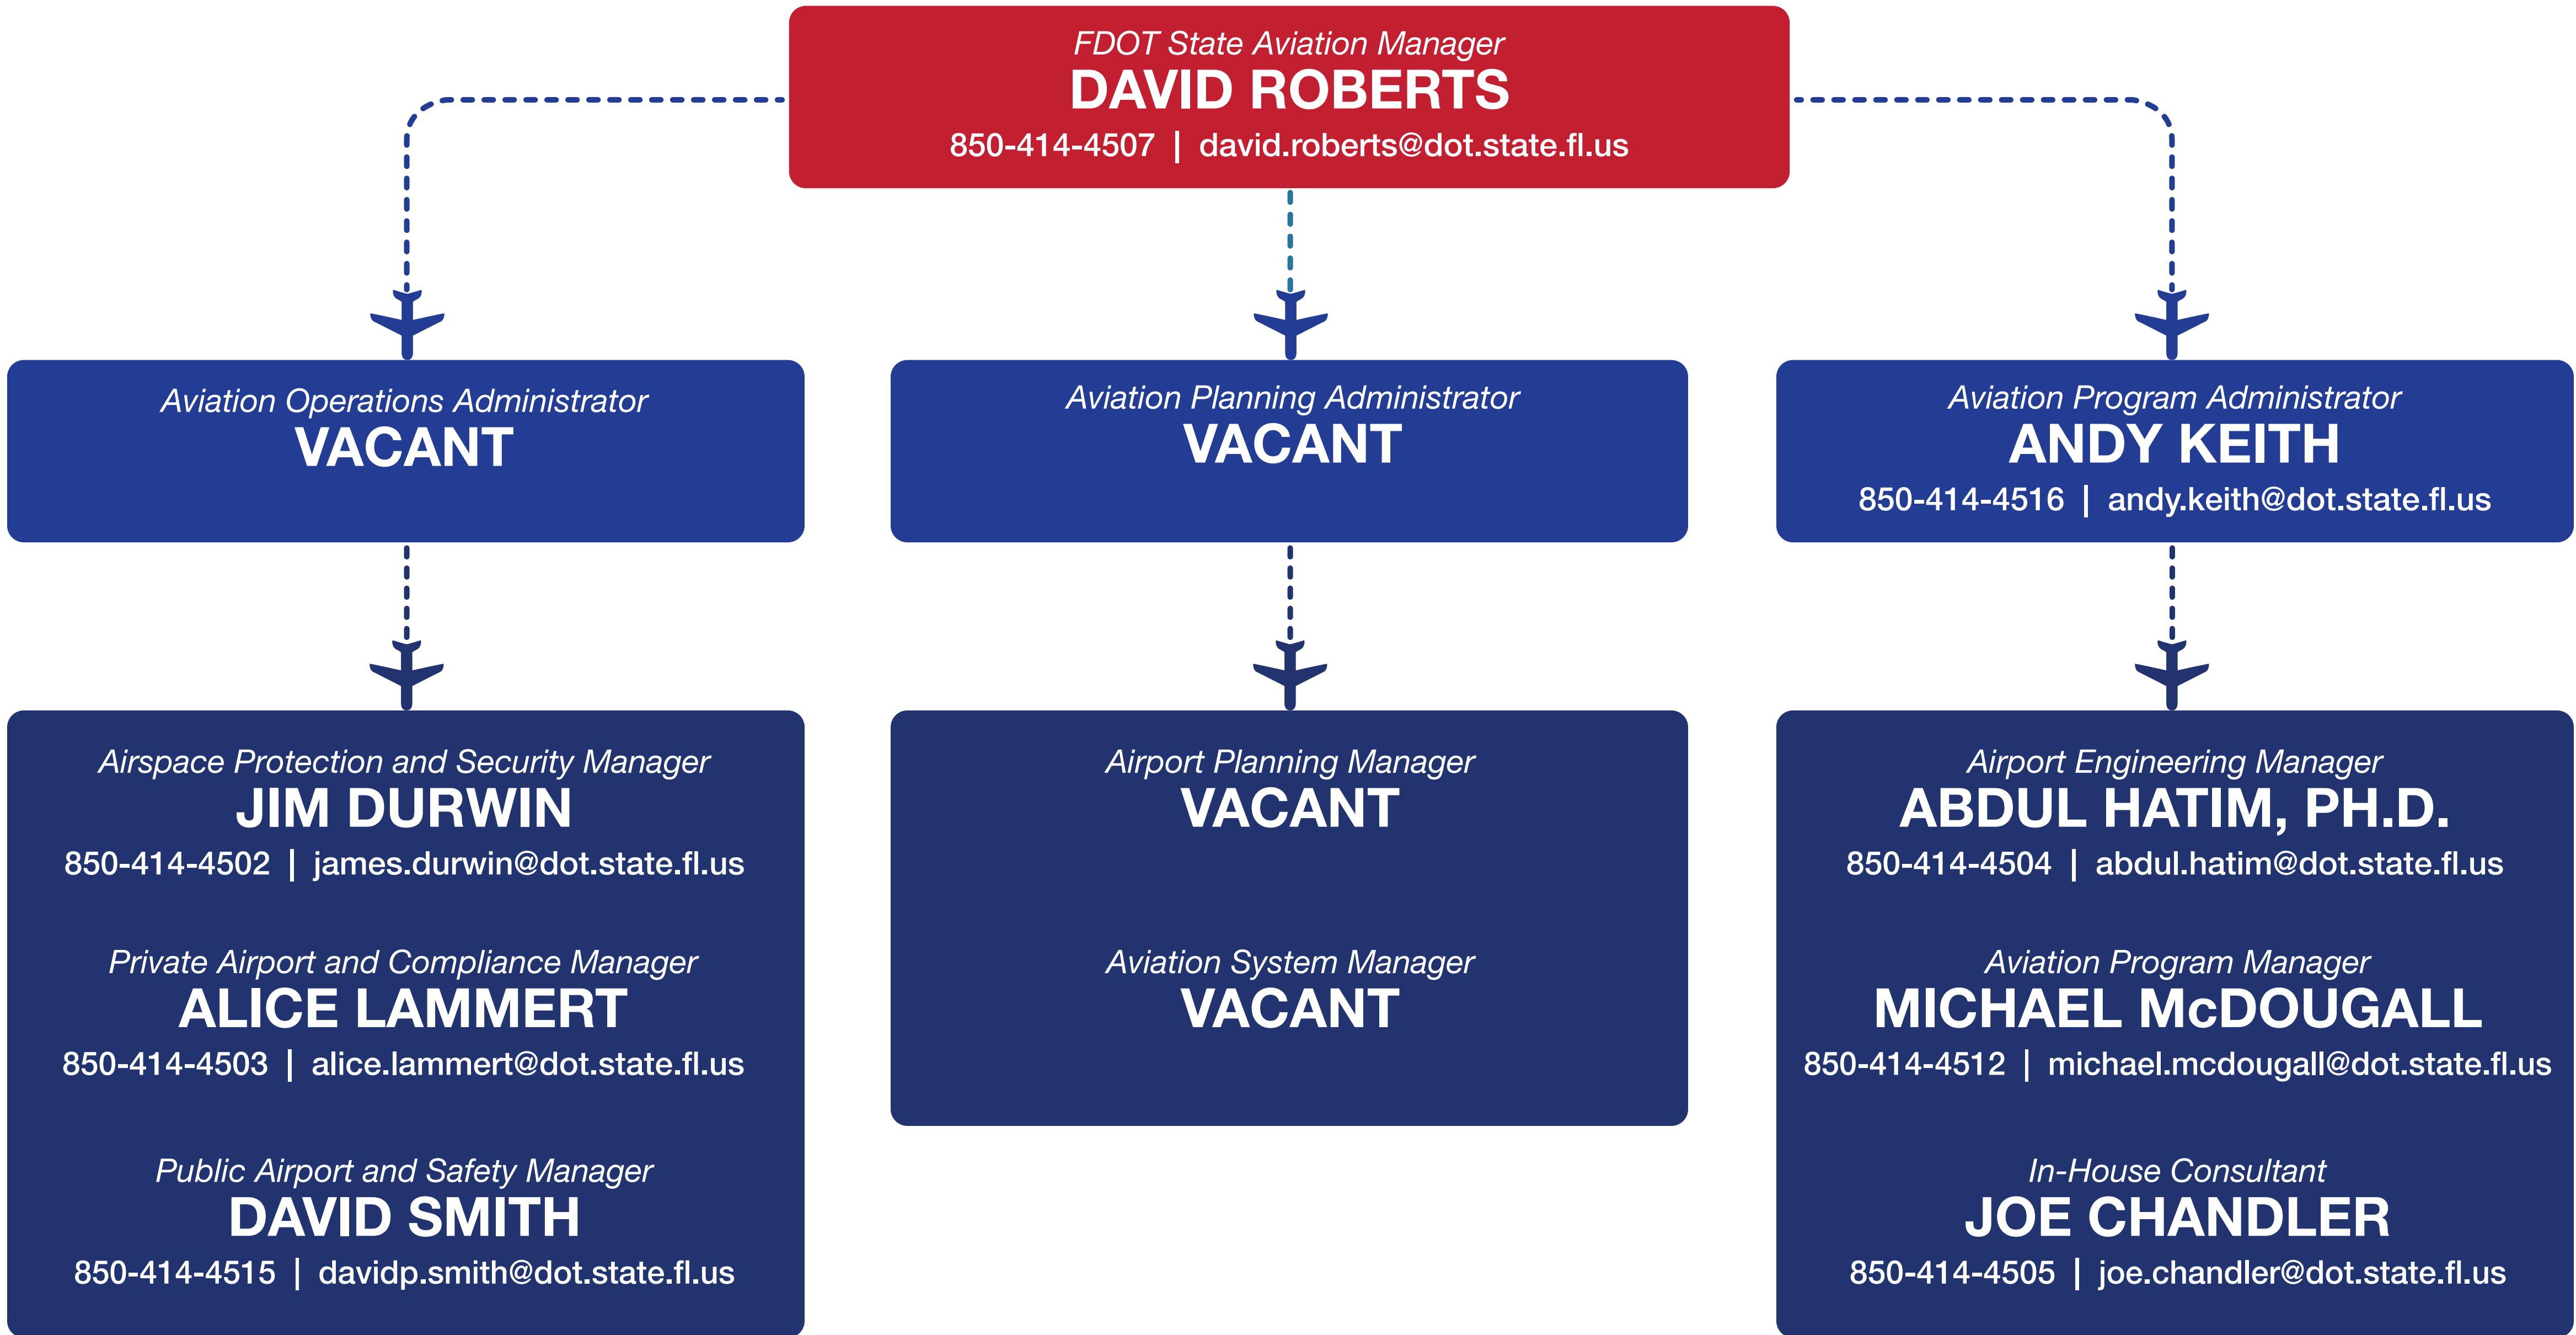 FDOT State Aviation Manager
DAVID ROBERTS
850-414-4507 | david.roberts@dot.state.fl.us
Aviation Operations Administrator
VACANT
Aviation Planning Administrator
VACANT
Aviation Program Administrator
ANDY KEITH
850-414-4516 | andy.keith@dot.state.fl.us
Airspace Protection and Security Manager
JIM DURWIN
850-414-4502 | james.durwin@dot.state.fl.us
Private Airport and Compliance Manager
ALICE LAMMERT
850-414-4503 | alice.lammert@dot.state.fl.us
Public Airport and Safety Manager
DAVID SMITH
850-414-4515 | davidp.smith@dot.state.fl.us
Airport Planning Manager
VACANT
Aviation System Manager
VACANT
Airport Engineering Manager
ABDUL HATIM, PH.D.
850-414-4504 | abdul.hatim@dot.state.fl.us
Aviation Program Manager
MICHAEL McDOUGALL
850-414-4512 | michael.mcdougall@dot.state.fl.us
In-House Consultant
JOE CHANDLER
850-414-4505 | joe.chandler@dot.state.fl.us